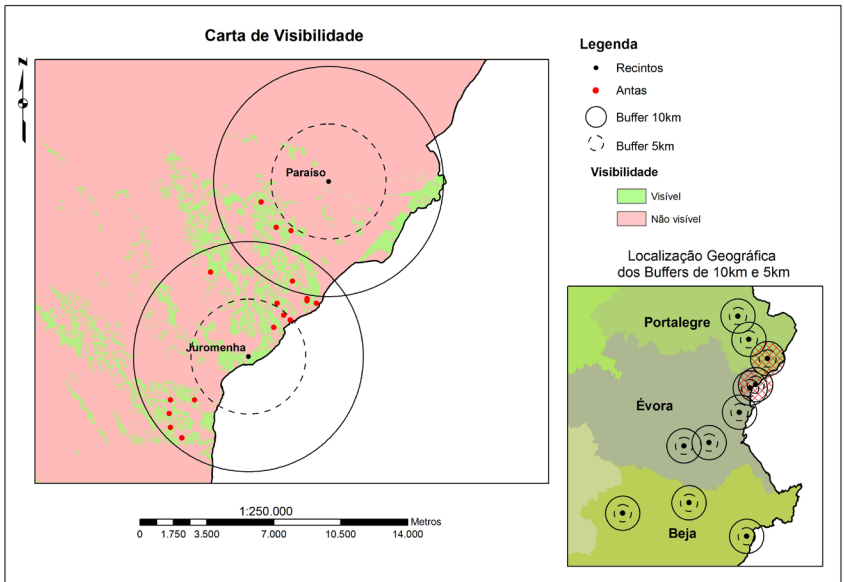 Carta de Visibilidade
N
Paraíso
Juromenha
1:250.000
Metros
0 1.750 3.500 7.000 10.500 14.000
Legenda
Recintos
Antas
Buffer 10km
Buffer 5km
Visibilidade
Visível
Não visível
Localização Geográfica
dos Buffers de 10km e 5km
Portalegre
Évora
Beja